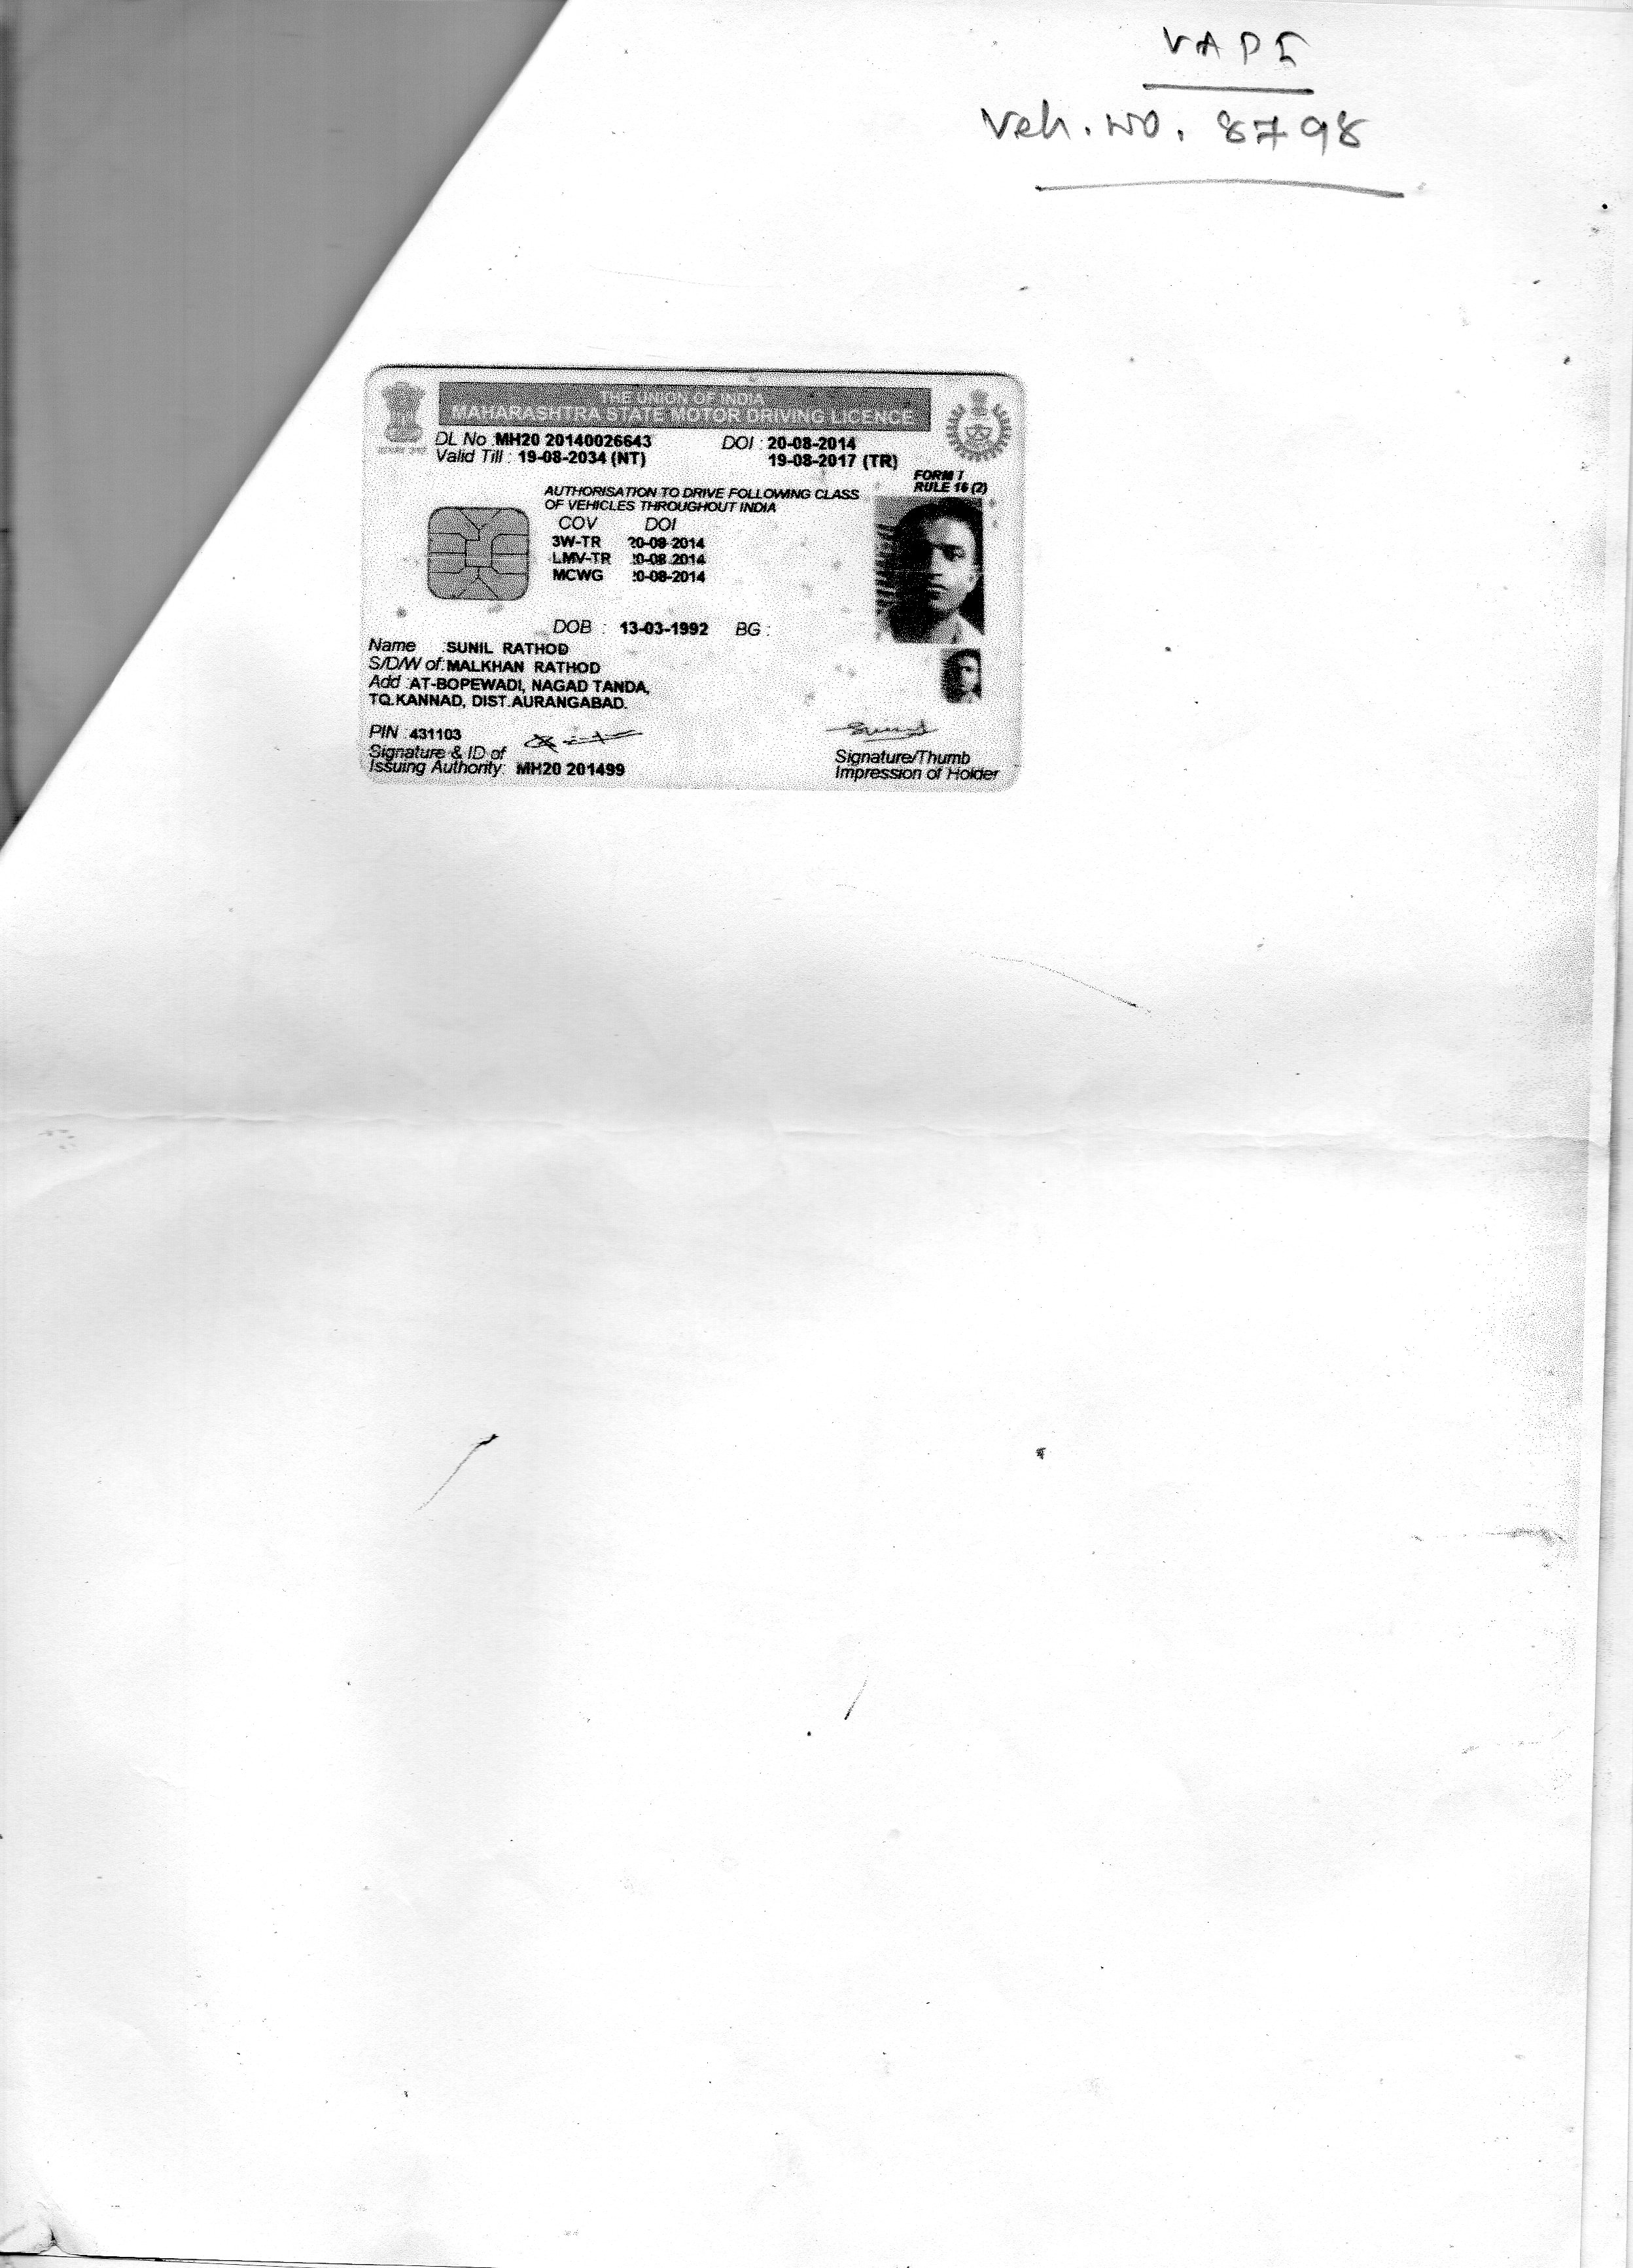 VAPI
Veh. NO. 8798
THE UNION OF INDIA
MAHARASHTRA STATE MOTOR DRIVING LICENCE
DL No : MH20 20140026643 DOI : 20-08-2014
Valid Till : 19-08-2034 (NT) 19-08-2017 (TR)
FORM 7
RULE 16 (2)
AUTHORISATION TO DRIVE FOLLOWING CLASS
OF VEHICLES THROUGHOUT INDIA
COV DOI
3W-TR 20-08-2014
LMV-TR 0-08-2014
MCWG 0-08-2014
DOB : 13-03-1992 BG :
Name : SUNIL RATHOD
S/D/W of : MALKHAN RATHOD
Add : AT-BOPEWADI, NAGAD TANDA,
TQ.KANNAD, DIST.AURANGABAD.
PIN : 431103
Signature & ID of
Issuing Authority: MH20 201499
Signature/Thumb
Impression of Holder